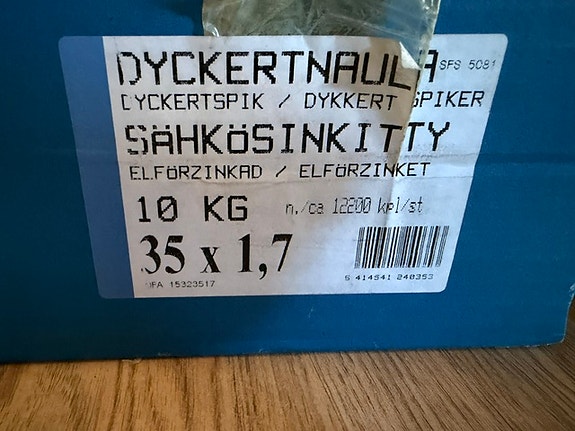 DYCKERTNAULA SFS 5081
DYCKERTSPIK / DYKKERT SPIKER
SÄHKÖSINKITTY
ELFÖRZINKAD / ELFÖRZINKET
10 KG n./ca 12200 kpl/st
35 x 1,7
OFA 15323517 6 414541 240353